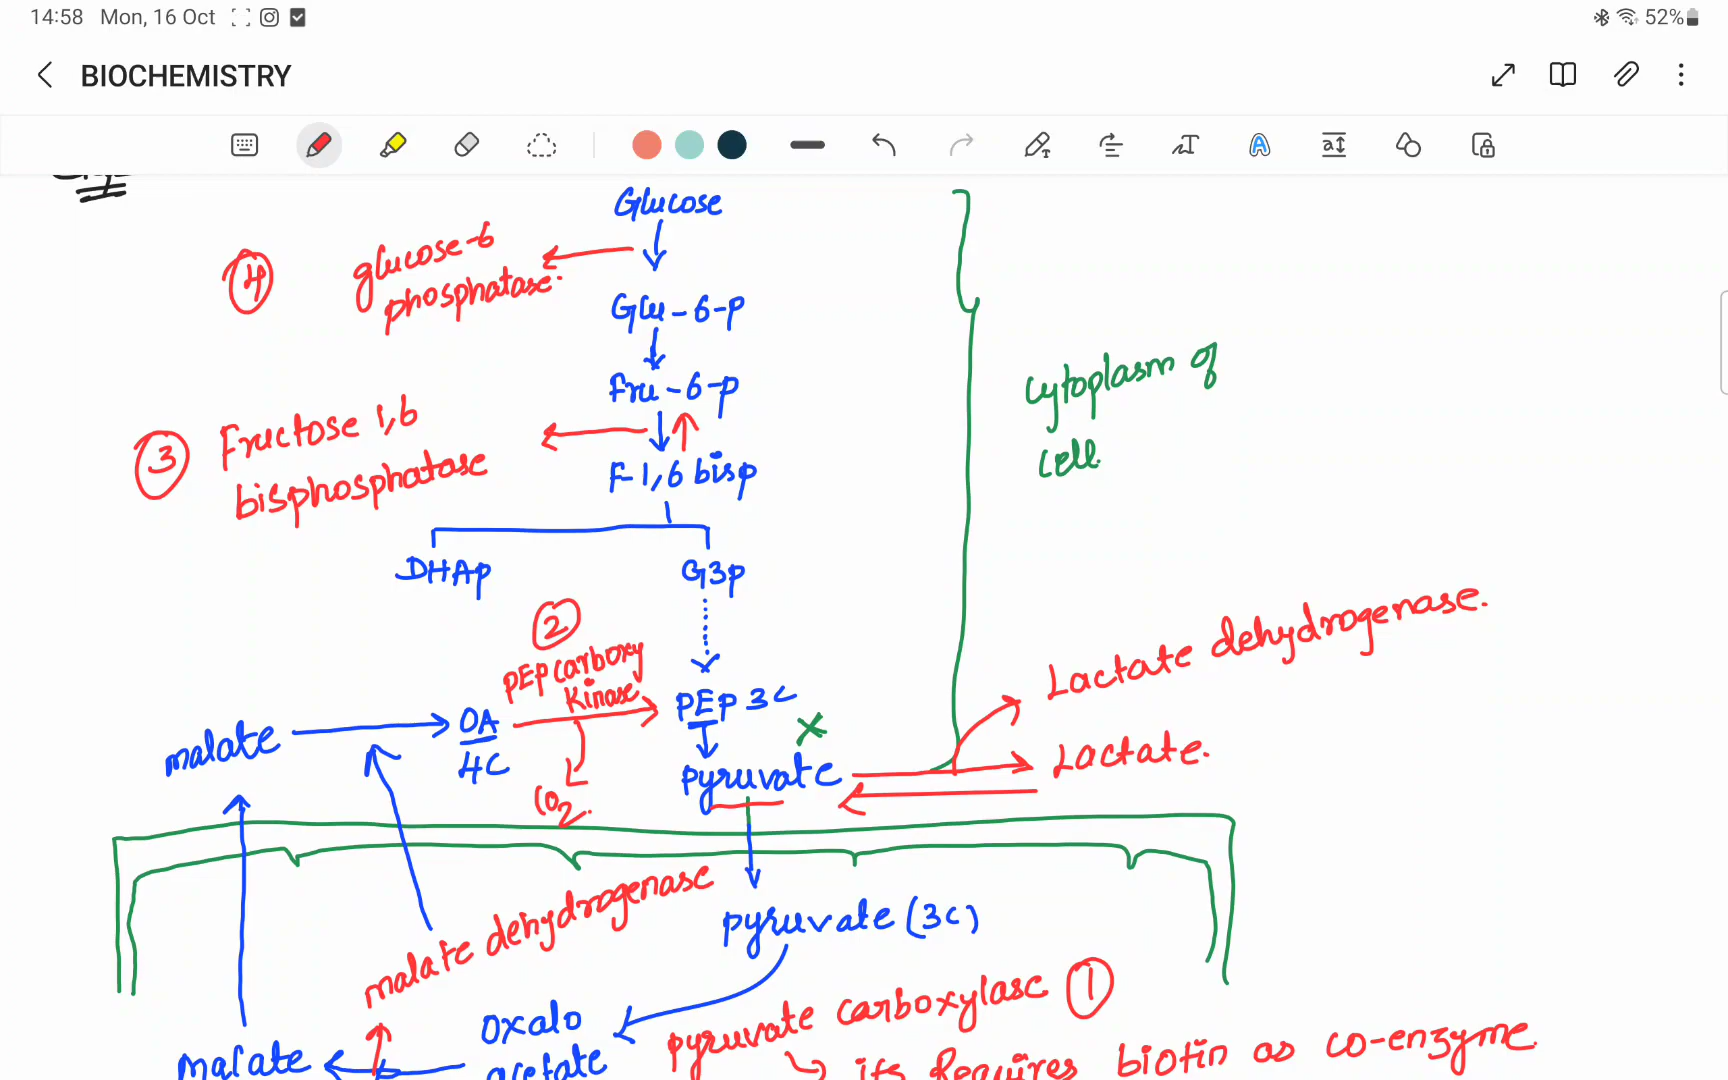 14:58 Mon, 16 Oct
52%
BIOCHEMISTRY
Glucose
4
glucose-6
phosphatase.
Glu-6-p
Fru-6-p
3
Fructose 1,6
bisphosphatase
F-1,6 bisp
cytoplasm of
cell.
DHAp
G3p
2
PEP carboxy
kinase
PEP 3C
Lactate dehydrogenase.
malate
OA
4C
CO2.
pyruvate
Lactate.
malate dehydrogenase
pyruvate (3C)
pyruvate carboxylase 1
oxalo
acetate
malate
its Requires biotin as co-enzyme